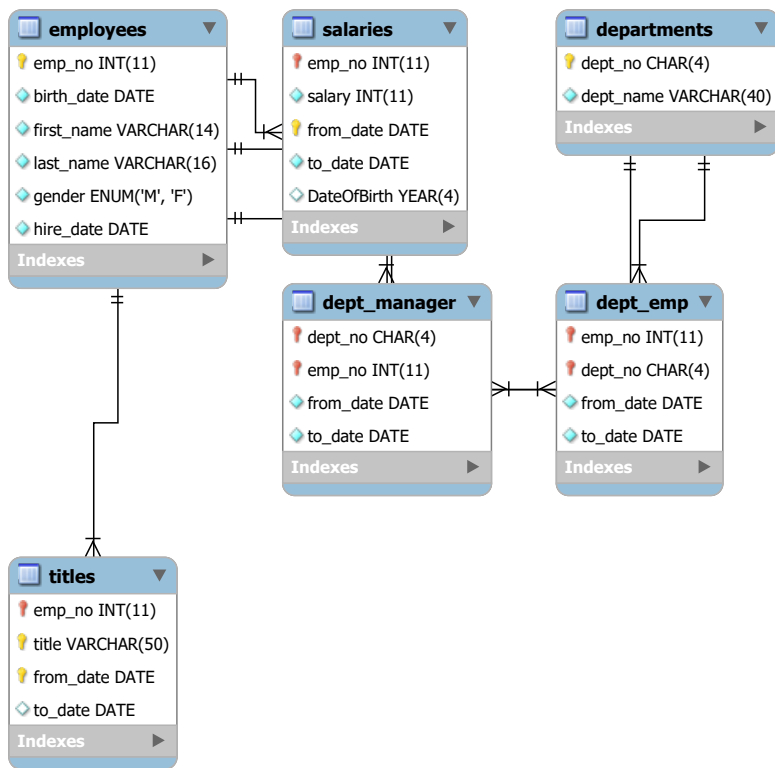 employees
emp_no INT(11)
birth_date DATE
first_name VARCHAR(14)
last_name VARCHAR(16)
gender ENUM('M', 'F')
hire_date DATE
Indexes
salaries
emp_no INT(11)
salary INT(11)
from_date DATE
to_date DATE
DateOfBirth YEAR(4)
Indexes
departments
dept_no CHAR(4)
dept_name VARCHAR(40)
Indexes
dept_manager
dept_no CHAR(4)
emp_no INT(11)
from_date DATE
to_date DATE
Indexes
dept_emp
emp_no INT(11)
dept_no CHAR(4)
from_date DATE
to_date DATE
Indexes
titles
emp_no INT(11)
title VARCHAR(50)
from_date DATE
to_date DATE
Indexes